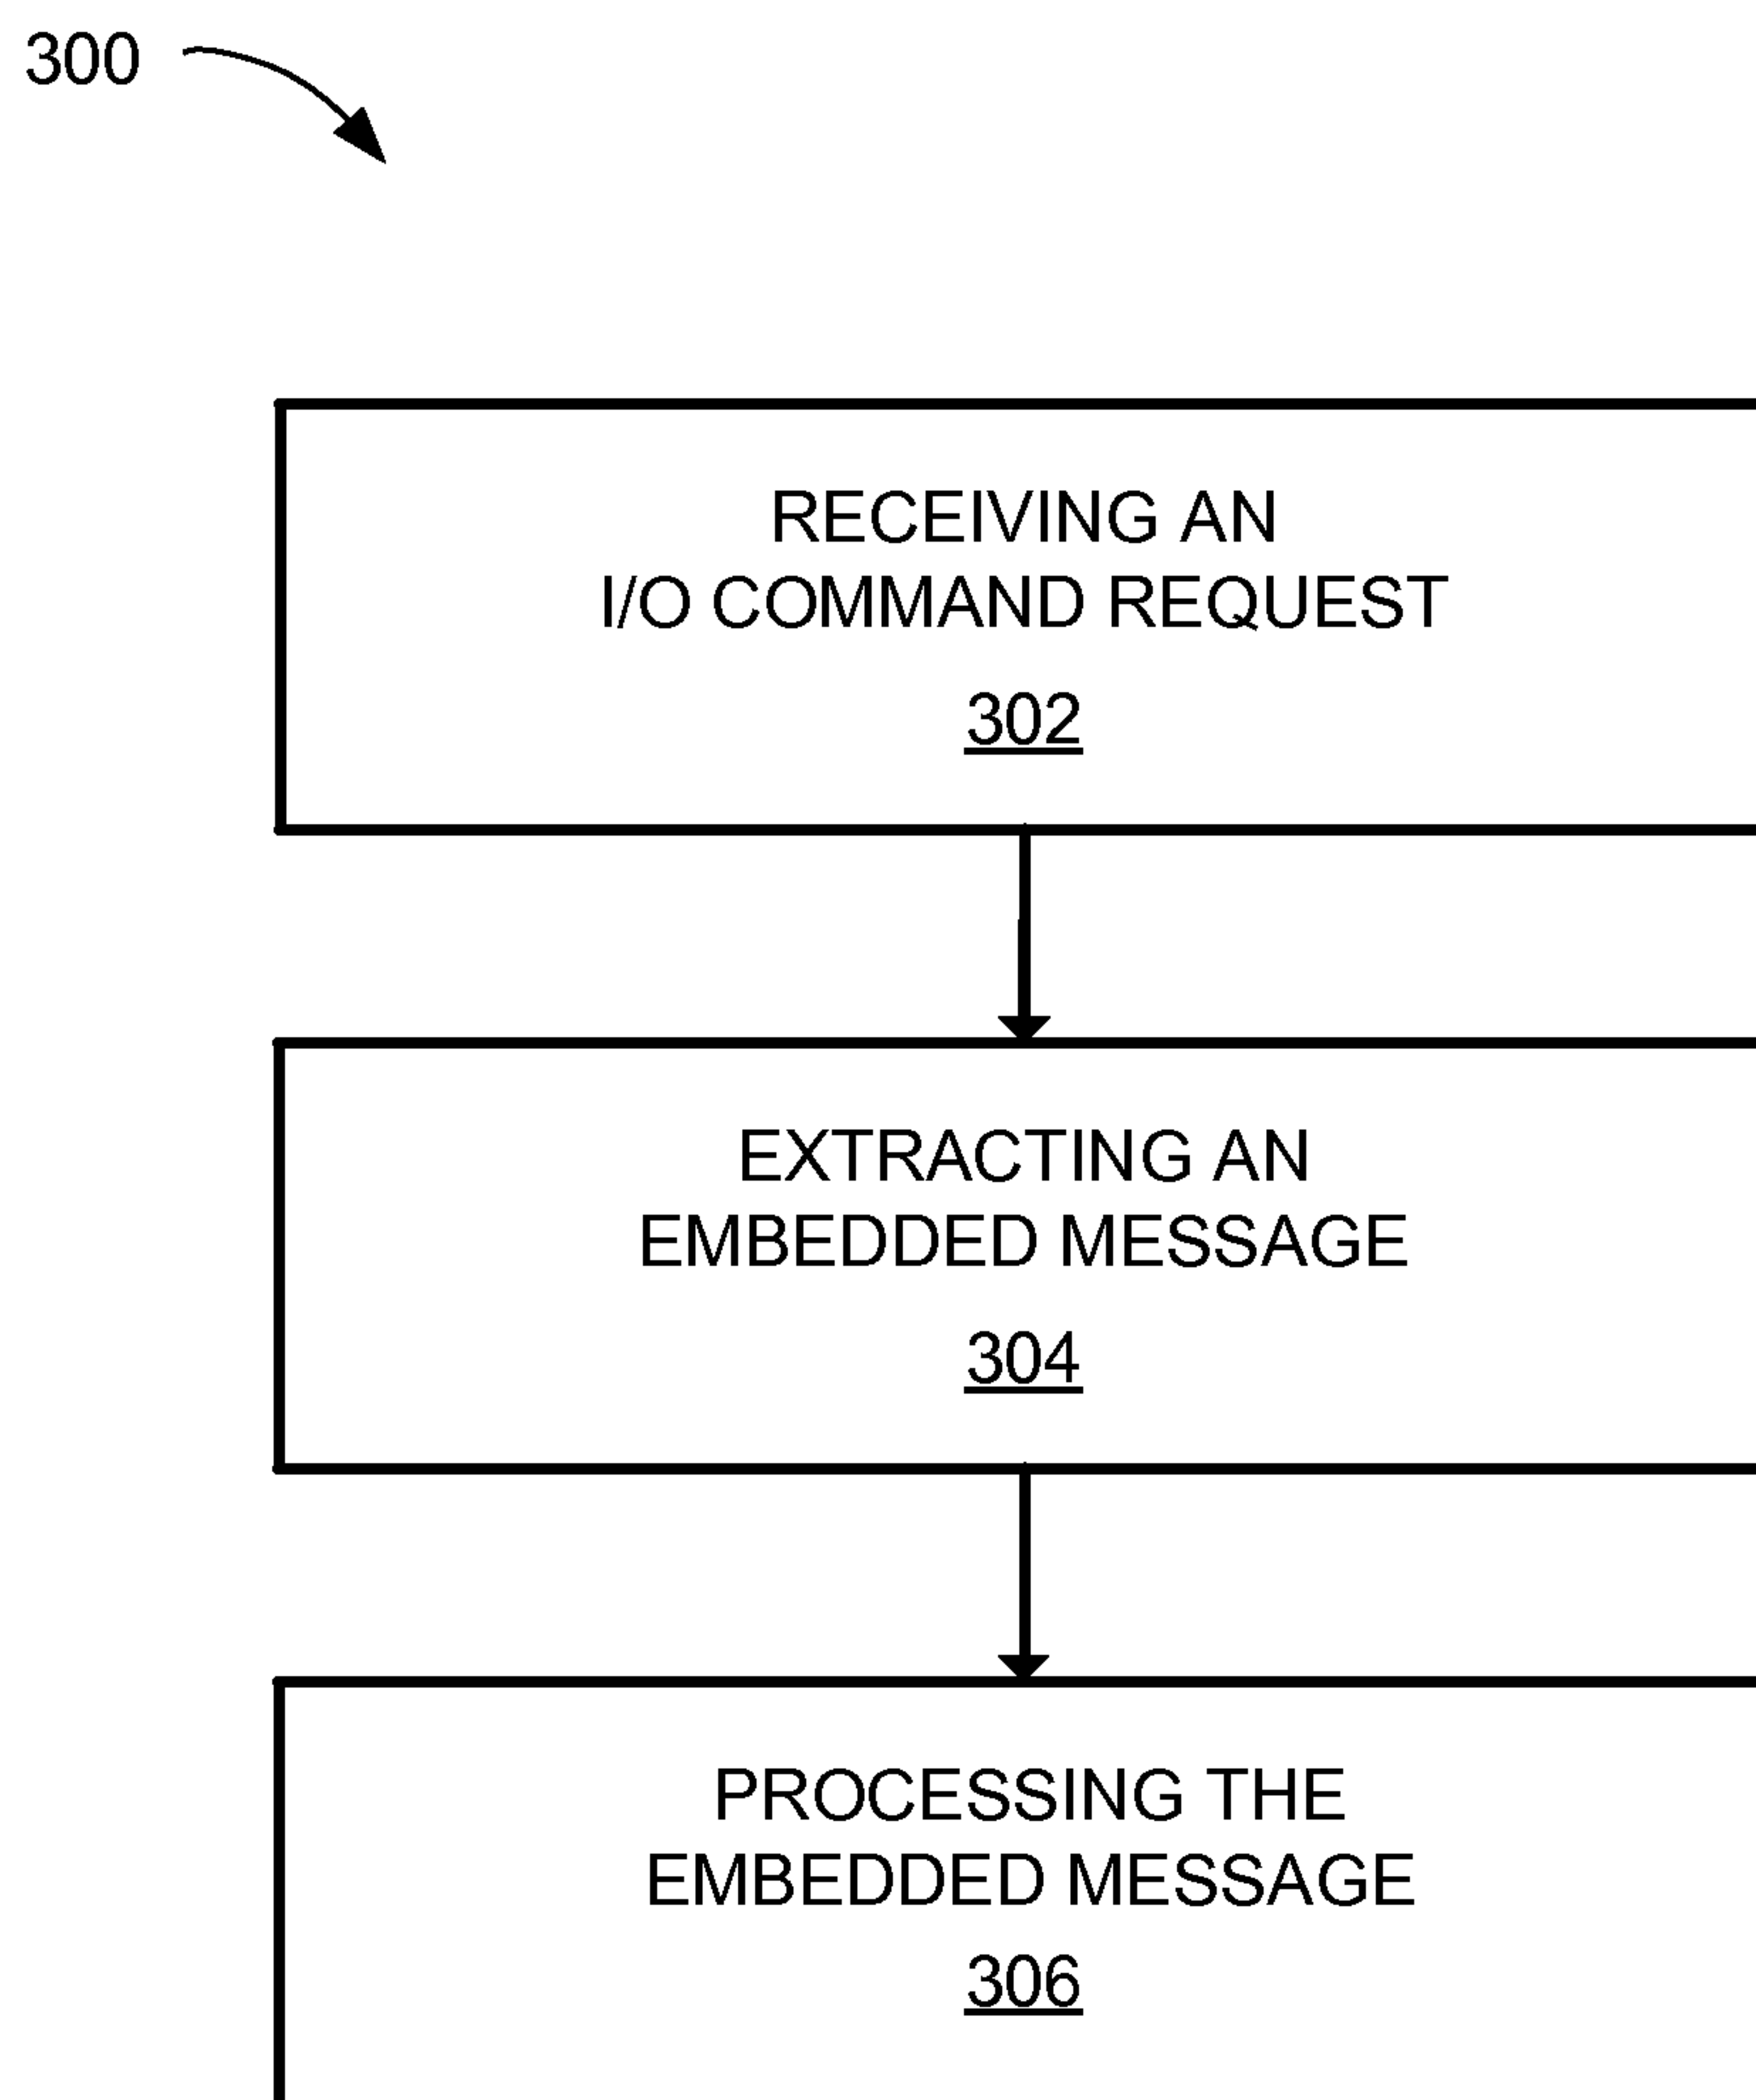 300
RECEIVING AN
I/O COMMAND REQUEST
302
EXTRACTING AN
EMBEDDED MESSAGE
304
PROCESSING THE
EMBEDDED MESSAGE
306